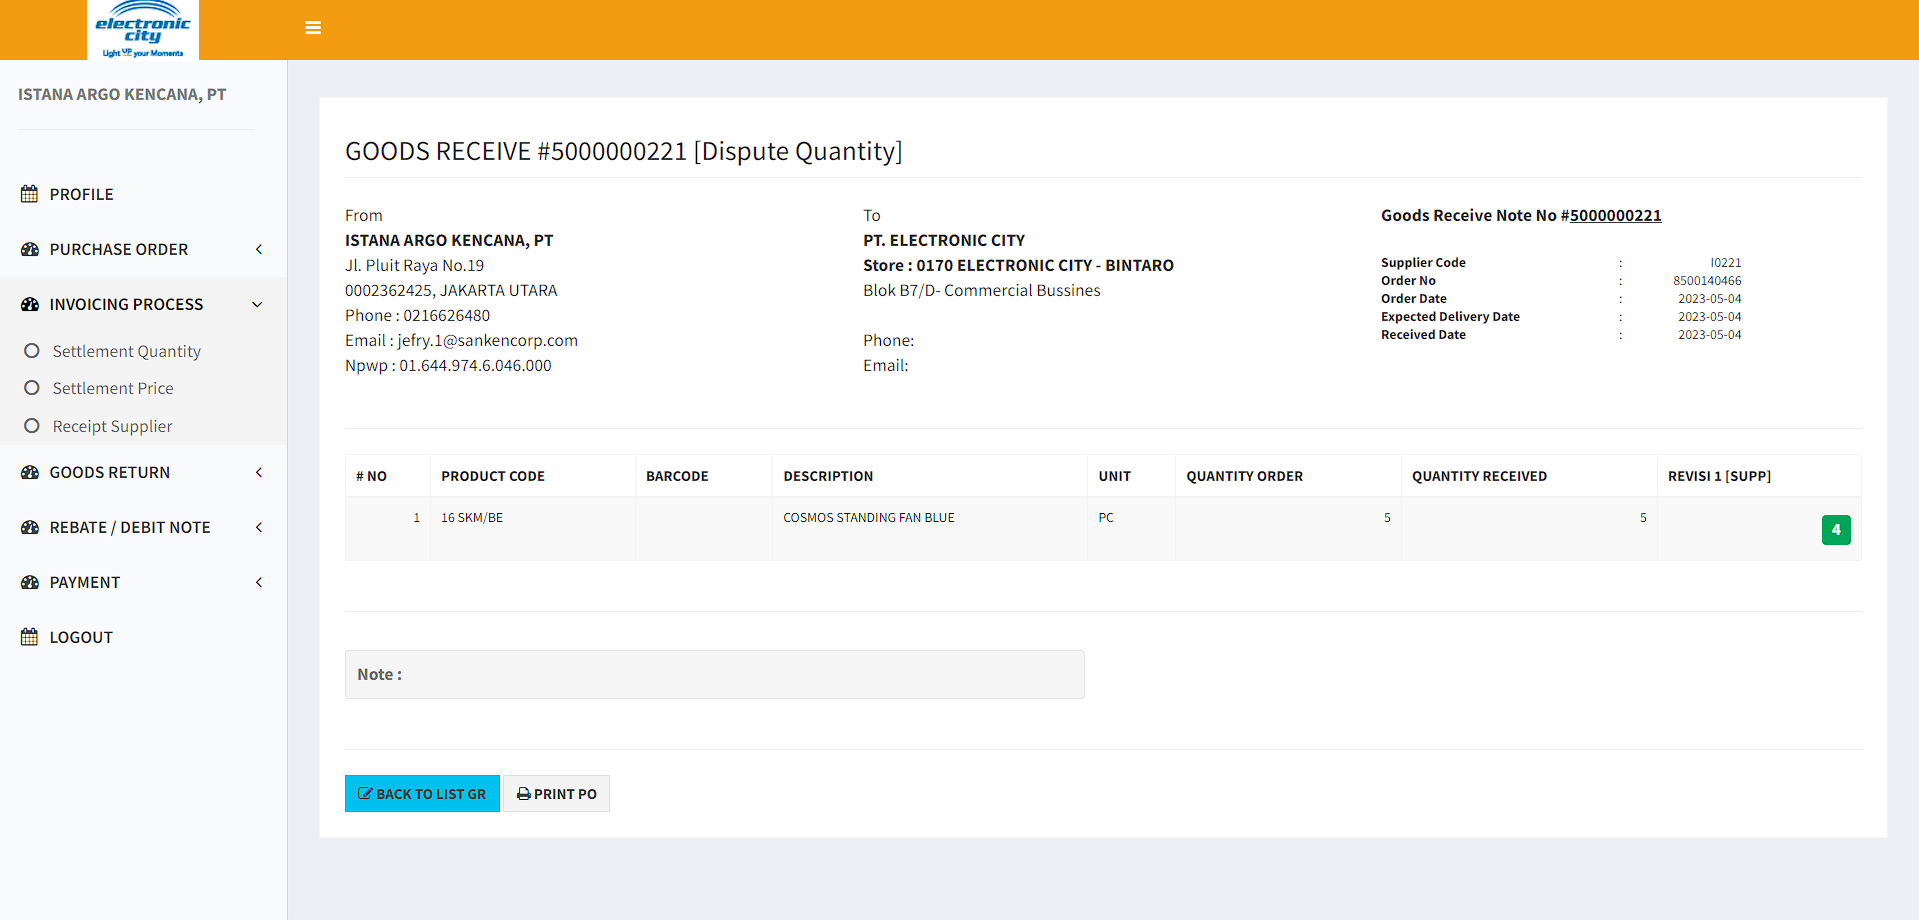 electronic
city
Light UP your Moments
ISTANA ARGO KENCANA, PT
PROFILE
PURCHASE ORDER
INVOICING PROCESS
Settlement Quantity
Settlement Price
Receipt Supplier
GOODS RETURN
REBATE / DEBIT NOTE
PAYMENT
LOGOUT
GOODS RECEIVE #5000000221 [Dispute Quantity]
From
ISTANA ARGO KENCANA, PT
Jl. Pluit Raya No.19
0002362425, JAKARTA UTARA
Phone : 0216626480
Email : jefry.1@sankencorp.com
Npwp : 01.644.974.6.046.000
To
PT. ELECTRONIC CITY
Store : 0170 ELECTRONIC CITY - BINTARO
Blok B7/D- Commercial Bussines
Phone:
Email:
Goods Receive Note No #5000000221
Supplier Code : I0221
Order No : 8500140466
Order Date : 2023-05-04
Expected Delivery Date : 2023-05-04
Received Date : 2023-05-04
# NO PRODUCT CODE BARCODE DESCRIPTION UNIT QUANTITY ORDER QUANTITY RECEIVED REVISI 1 [SUPP]
1 16 SKM/BE COSMOS STANDING FAN BLUE PC 5 5 4
Note :
BACK TO LIST GR PRINT PO